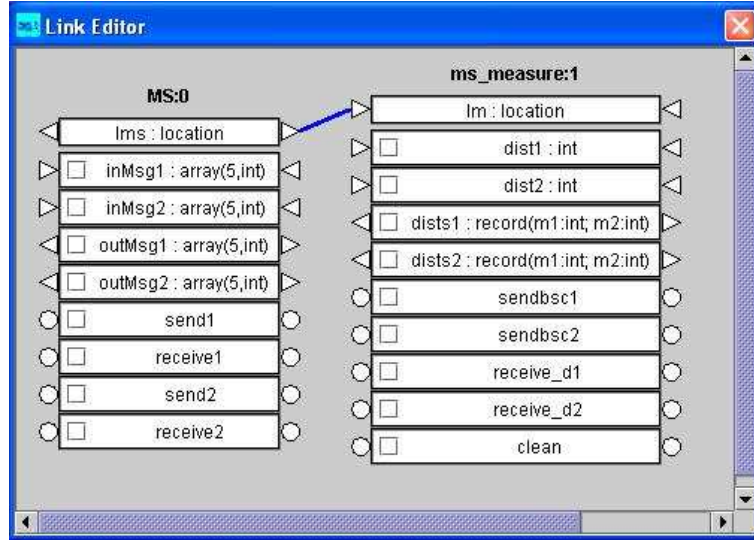 Link Editor
MS:0
lms : location
inMsg1 : array(5,int)
inMsg2 : array(5,int)
outMsg1 : array(5,int)
outMsg2 : array(5,int)
send1
receive1
send2
receive2
ms_measure:1
lm : location
dist1 : int
dist2 : int
dists1 : record(m1:int; m2:int)
dists2 : record(m1:int; m2:int)
sendbsc1
sendbsc2
receive_d1
receive_d2
clean